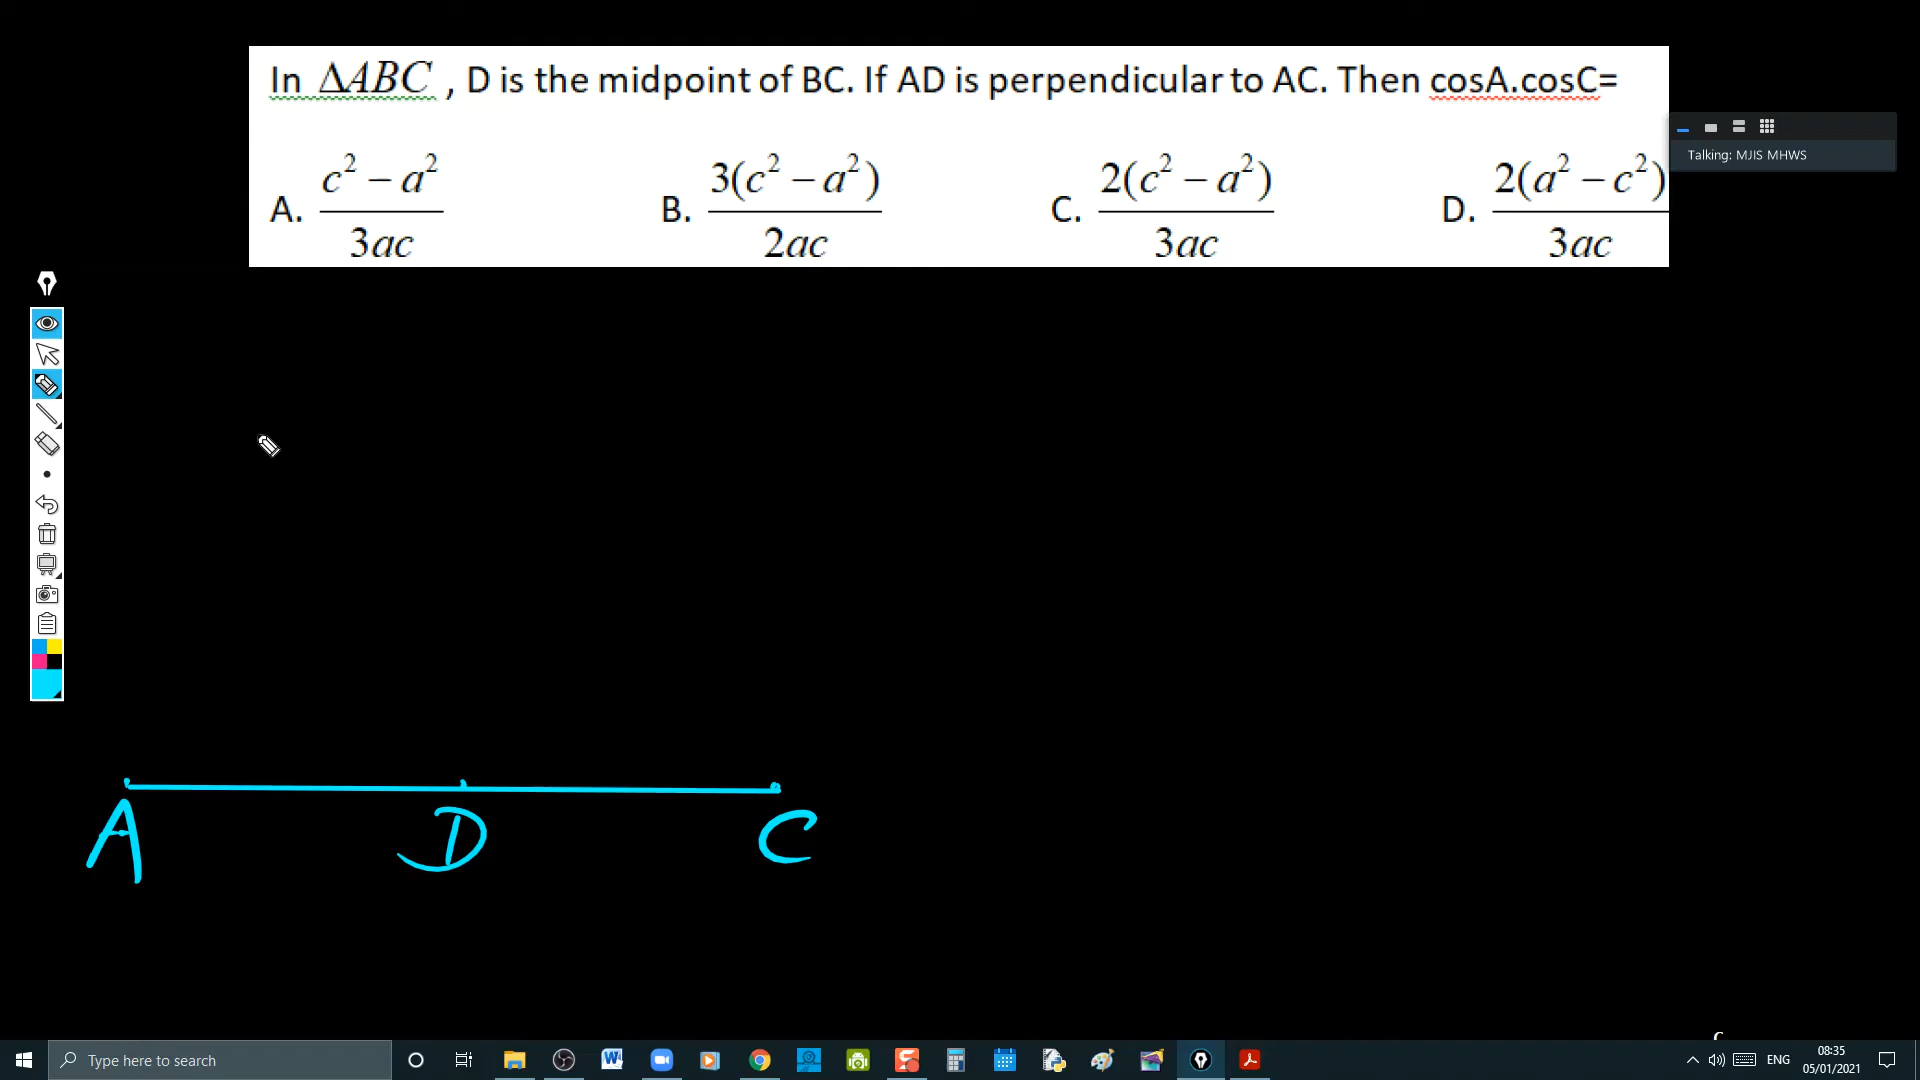 In ΔABC , D is the midpoint of BC. If AD is perpendicular to AC. Then cosA.cosC=
A. (c² − a²)/3ac B. 3(c² − a²)/2ac C. 2(c² − a²)/3ac D. 2(a² − c²)/3ac
Talking: MJIS MHWS
A D C
Type here to search
ENG
08:35
05/01/2021